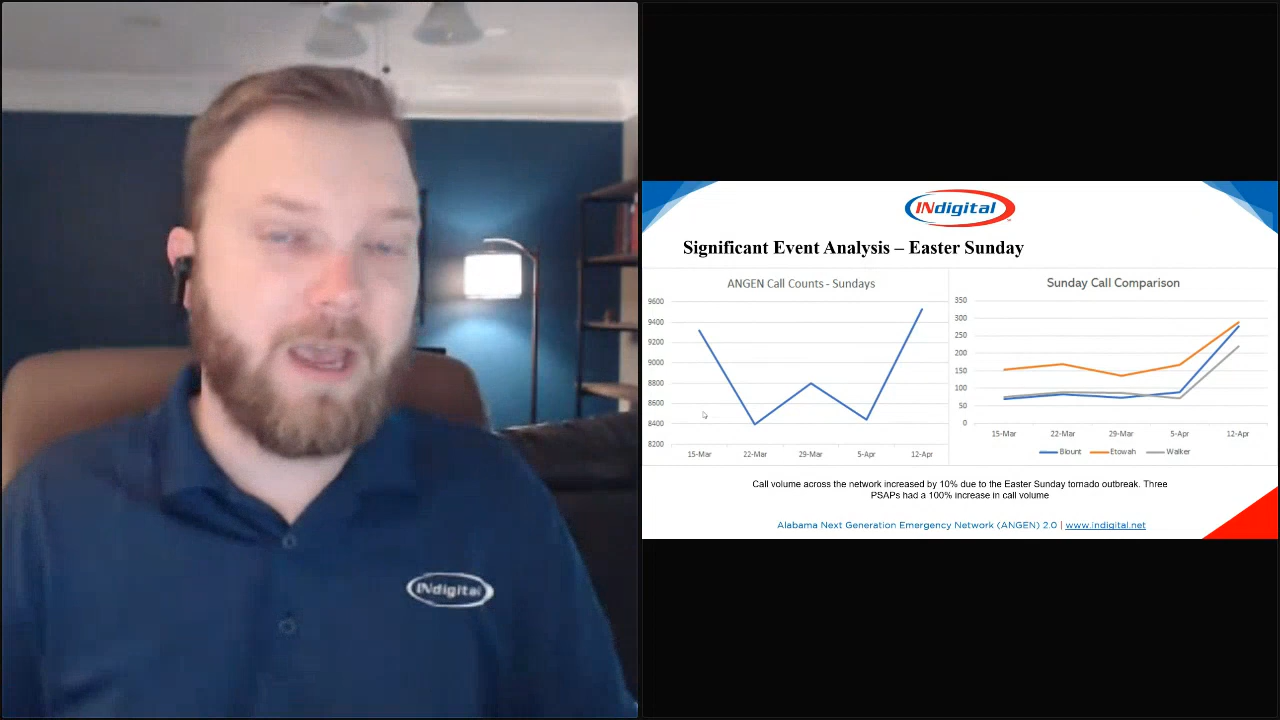 INdigital
INdigital
Significant Event Analysis – Easter Sunday
ANGEN Call Counts - Sundays
9600
9400
9200
9000
8800
8600
8400
8200
15-Mar 22-Mar 29-Mar 5-Apr 12-Apr
Sunday Call Comparison
350
300
250
200
150
100
50
0
15-Mar 22-Mar 29-Mar 5-Apr 12-Apr
Blount Etowah Walker
Call volume across the network increased by 10% due to the Easter Sunday tornado outbreak. Three
PSAPs had a 100% increase in call volume
Alabama Next Generation Emergency Network (ANGEN) 2.0 | www.indigital.net